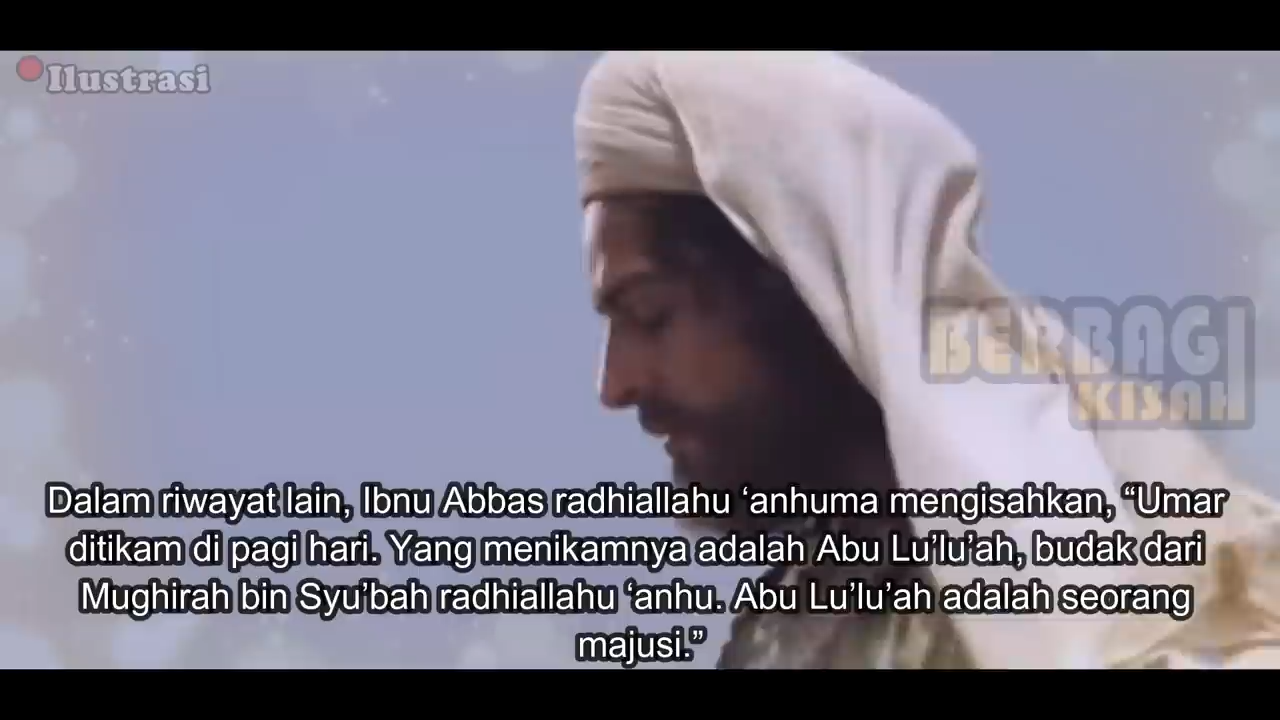 Ilustrasi
BERBAGI
KISAH
Dalam riwayat lain, Ibnu Abbas radhiallahu ‘anhuma mengisahkan, “Umar
ditikam di pagi hari. Yang menikamnya adalah Abu Lu’lu’ah, budak dari
Mughirah bin Syu’bah radhiallahu ‘anhu. Abu Lu’lu’ah adalah seorang
majusi.”